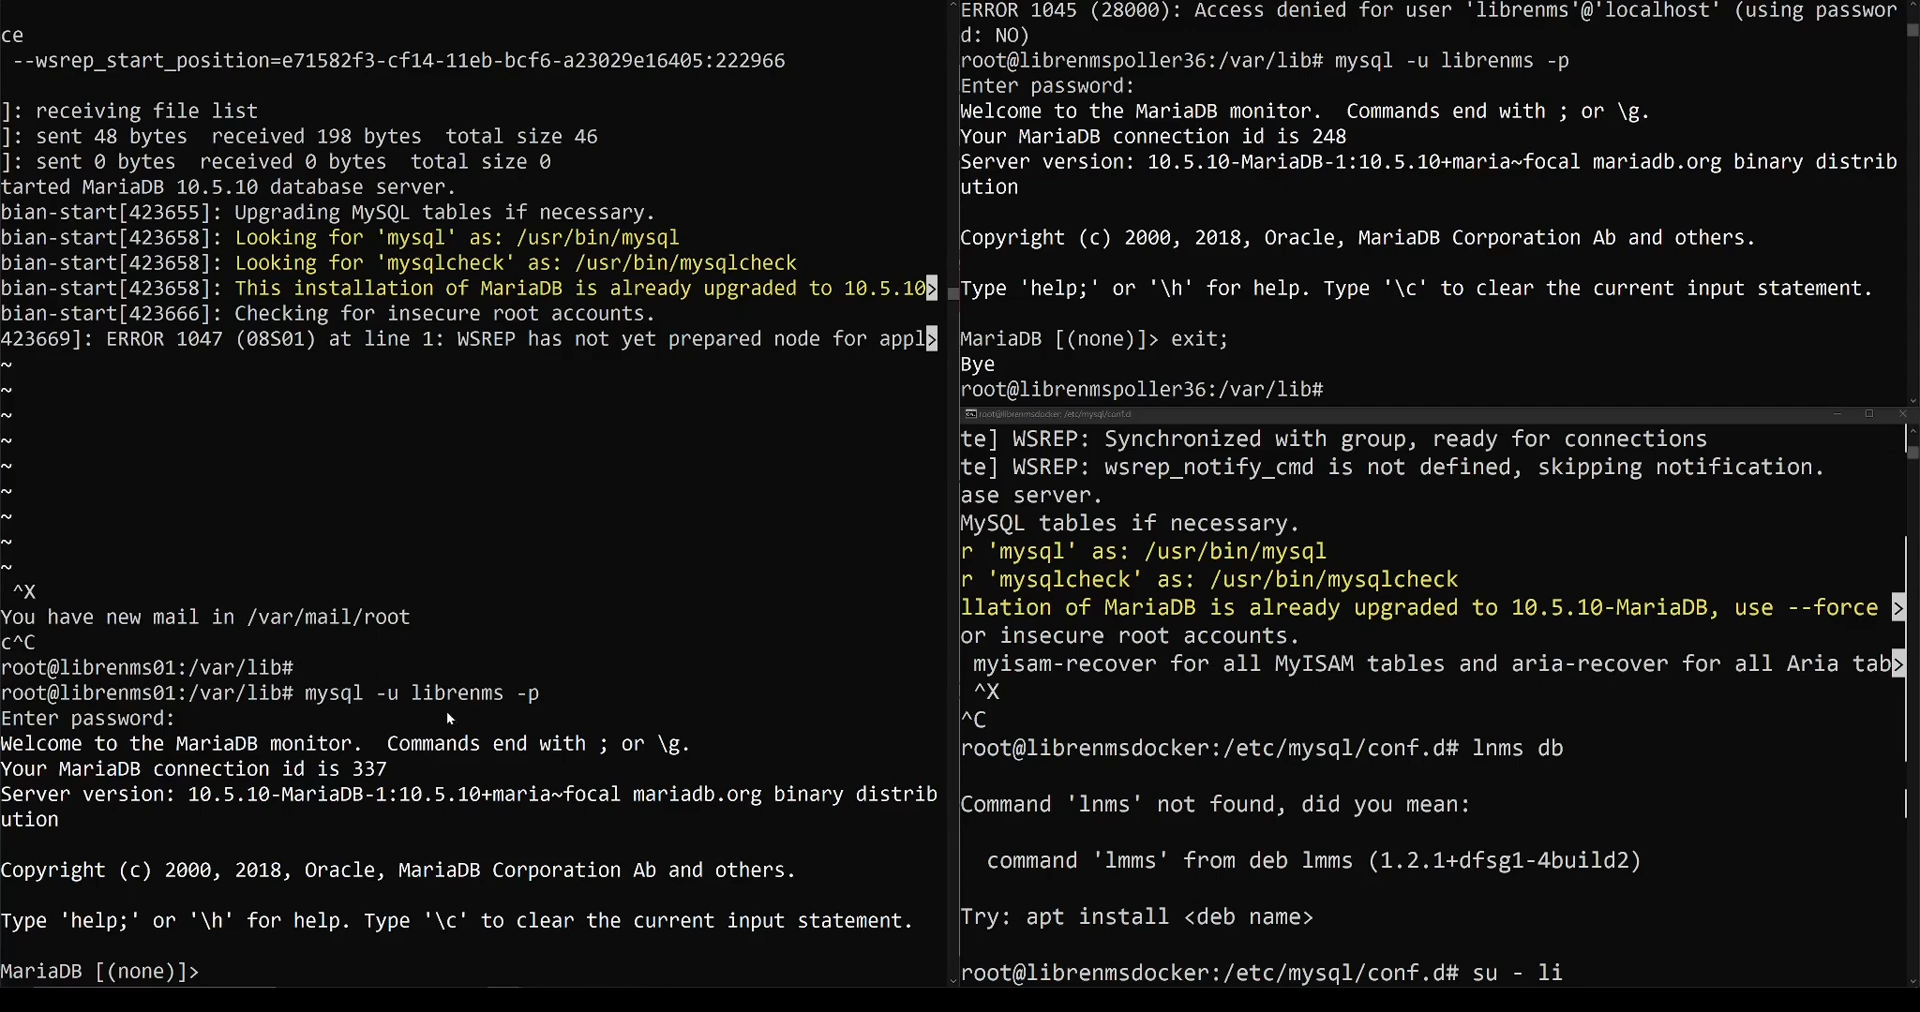 ce
--wsrep_start_position=e71582f3-cf14-11eb-bcf6-a23029e16405:222966
]: receiving file list
]: sent 48 bytes  received 198 bytes  total size 46
]: sent 0 bytes  received 0 bytes  total size 0
tarted MariaDB 10.5.10 database server.
bian-start[423655]: Upgrading MySQL tables if necessary.
bian-start[423658]: Looking for 'mysql' as: /usr/bin/mysql
bian-start[423658]: Looking for 'mysqlcheck' as: /usr/bin/mysqlcheck
bian-start[423658]: This installation of MariaDB is already upgraded to 10.5.10>
bian-start[423666]: Checking for insecure root accounts.
423669]: ERROR 1047 (08S01) at line 1: WSREP has not yet prepared node for appl>
~
~
~
~
~
~
~
~
~
^X
You have new mail in /var/mail/root
c^C
root@librenms01:/var/lib#
root@librenms01:/var/lib# mysql -u librenms -p
Enter password:
Welcome to the MariaDB monitor.  Commands end with ; or \g.
Your MariaDB connection id is 337
Server version: 10.5.10-MariaDB-1:10.5.10+maria~focal mariadb.org binary distrib
ution
Copyright (c) 2000, 2018, Oracle, MariaDB Corporation Ab and others.
Type 'help;' or '\h' for help. Type '\c' to clear the current input statement.
MariaDB [(none)]>
ERROR 1045 (28000): Access denied for user 'librenms'@'localhost' (using passwor
d: NO)
root@librenmspoller36:/var/lib# mysql -u librenms -p
Enter password:
Welcome to the MariaDB monitor.  Commands end with ; or \g.
Your MariaDB connection id is 248
Server version: 10.5.10-MariaDB-1:10.5.10+maria~focal mariadb.org binary distrib
ution
Copyright (c) 2000, 2018, Oracle, MariaDB Corporation Ab and others.
Type 'help;' or '\h' for help. Type '\c' to clear the current input statement.
MariaDB [(none)]> exit;
Bye
root@librenmspoller36:/var/lib#
root@librenmsdocker: /etc/mysql/conf.d
te] WSREP: Synchronized with group, ready for connections
te] WSREP: wsrep_notify_cmd is not defined, skipping notification.
ase server.
MySQL tables if necessary.
r 'mysql' as: /usr/bin/mysql
r 'mysqlcheck' as: /usr/bin/mysqlcheck
llation of MariaDB is already upgraded to 10.5.10-MariaDB, use --force >
or insecure root accounts.
myisam-recover for all MyISAM tables and aria-recover for all Aria tab>
^X
^C
root@librenmsdocker:/etc/mysql/conf.d# lnms db
Command 'lnms' not found, did you mean:
command 'lmms' from deb lmms (1.2.1+dfsg1-4build2)
Try: apt install <deb name>
root@librenmsdocker:/etc/mysql/conf.d# su - li